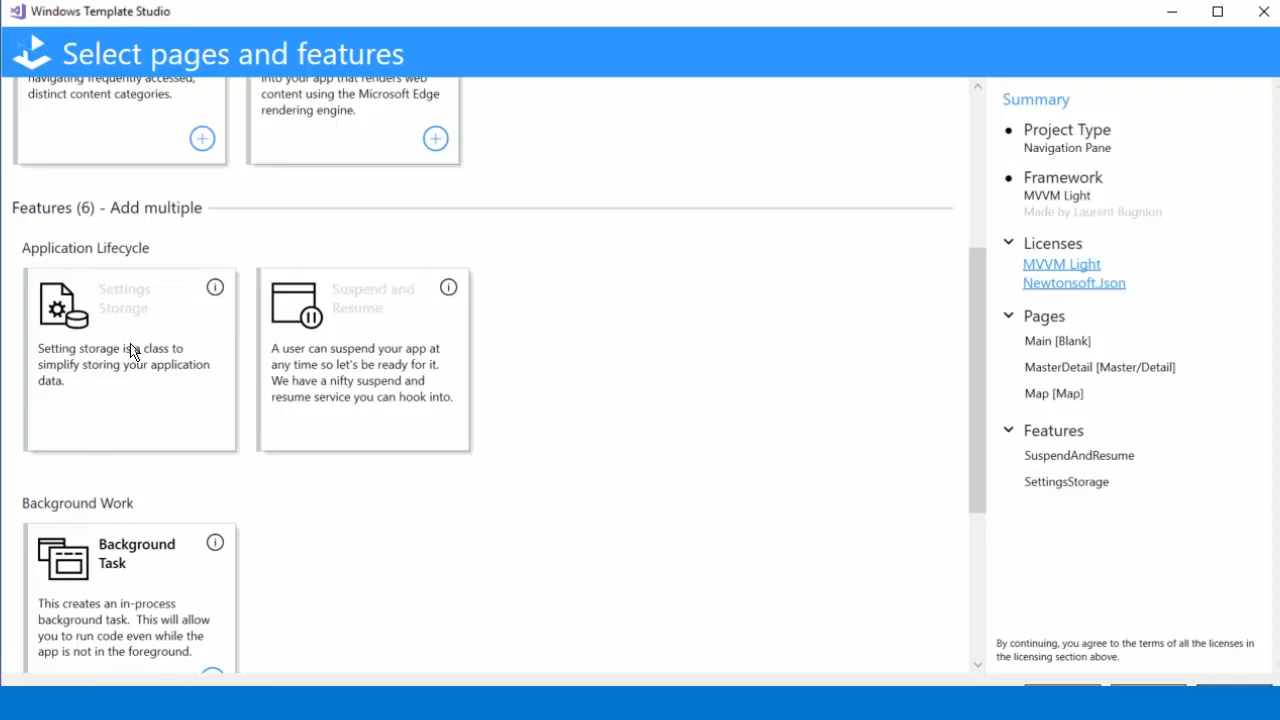 Windows Template Studio
Select pages and features
navigating frequently accessed,
distinct content categories.
into your app that renders web
content using the Microsoft Edge
rendering engine.
Features (6) - Add multiple
Application Lifecycle
Settings
Storage
Setting storage is a class to
simplify storing your application
data.
Suspend and
Resume
A user can suspend your app at
any time so let's be ready for it.
We have a nifty suspend and
resume service you can hook into.
Background Work
Background
Task
This creates an in-process
background task. This will allow
you to run code even while the
app is not in the foreground.
Summary
Project Type
Navigation Pane
Framework
MVVM Light
Made by Laurent Bugnion
Licenses
MVVM Light
Newtonsoft.Json
Pages
Main [Blank]
MasterDetail [Master/Detail]
Map [Map]
Features
SuspendAndResume
SettingsStorage
By continuing, you agree to the terms of all the licenses in
the licensing section above.